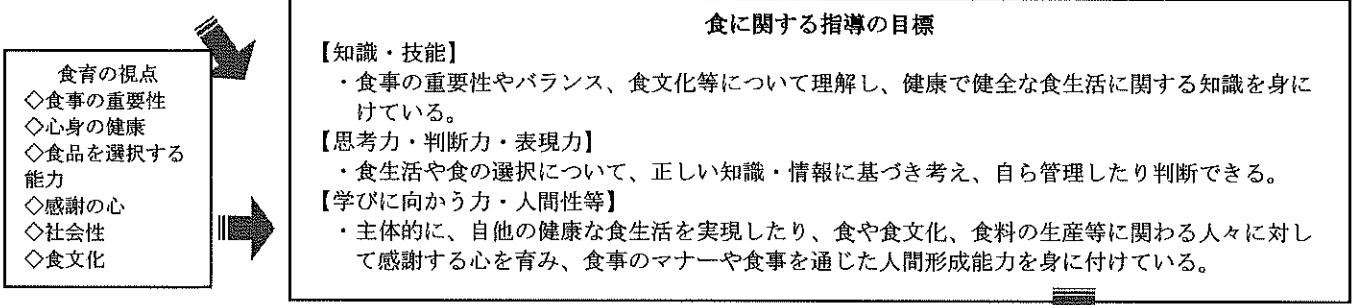 食育の視点
◇食事の重要性
◇心身の健康
◇食品を選択する
能力
◇感謝の心
◇社会性
◇食文化
食に関する指導の目標
【知識・技能】
・食事の重要性やバランス、食文化等について理解し、健康で健全な食生活に関する知識を身に
けている。
【思考力・判断力・表現力】
・食生活や食の選択について、正しい知識・情報に基づき考え、自ら管理したり判断できる。
【学びに向かう力・人間性等】
・主体的に、自他の健康な食生活を実現したり、食や食文化、食料の生産等に関わる人々に対し
て感謝する心を育み、食事のマナーや食事を通じた人間形成能力を身に付けている。